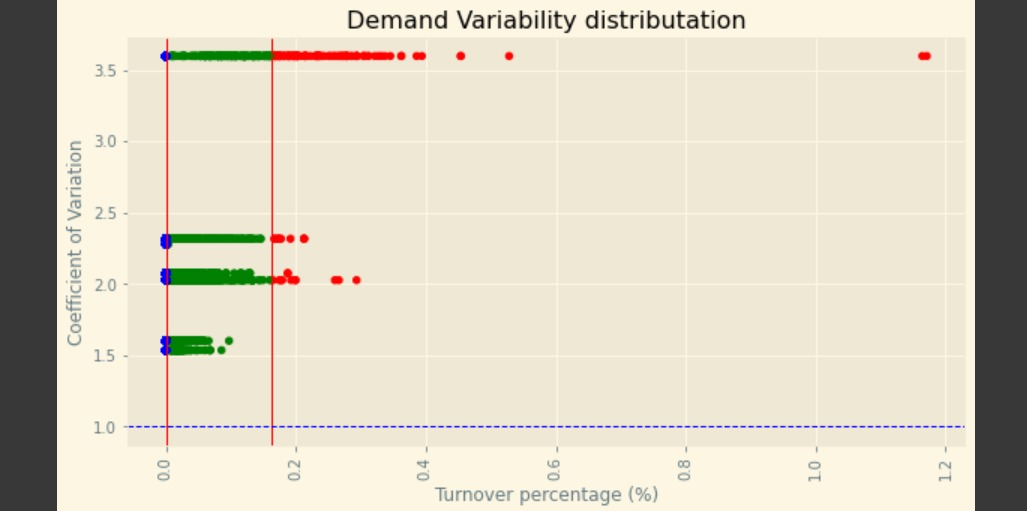 Demand Variability distributation
Coefficient of Variation
3.5
3.0
2.5
2.0
1.5
1.0
0.0 0.2 0.4 0.6 0.8 1.0 1.2
Turnover percentage (%)